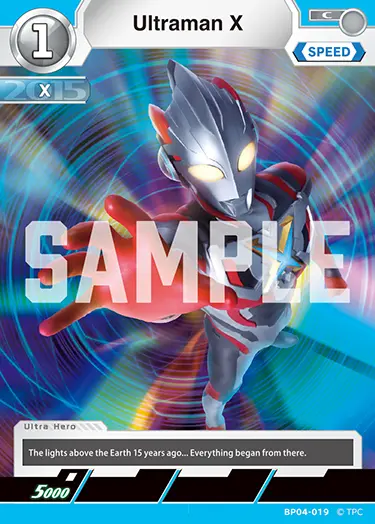 1
Ultraman X
C
SPEED
2015
X
SAMPLE
Ultra Hero
The lights above the Earth 15 years ago... Everything began from there.
5000
BP04-019 © TPC